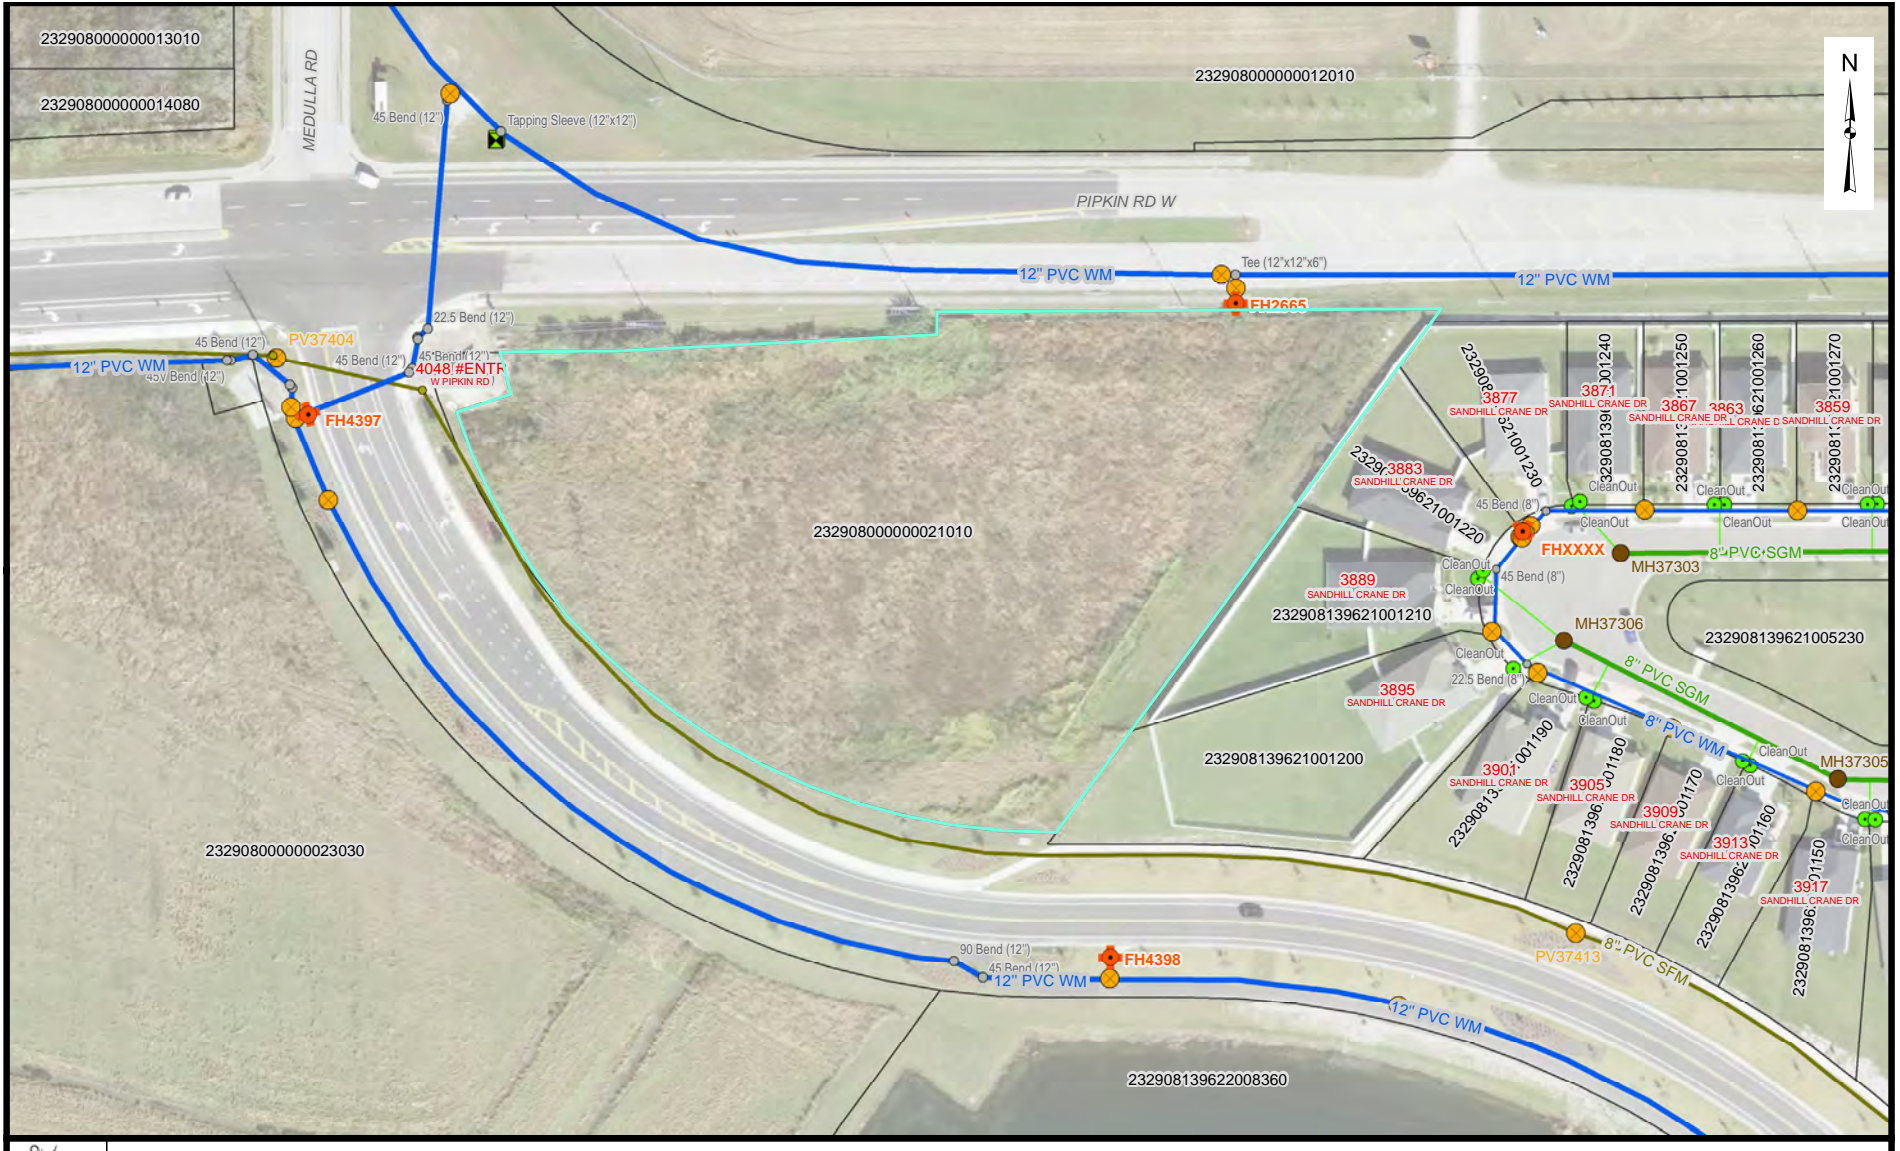 232908000000013010
232908000000014080
MEDULLA RD
45 Bend (12")
Tapping Sleeve (12"x12")
232908000000012010
N
PIPKIN RD W
12" PVC WM
Tee (12"x12"x6")
12" PVC WM
FH2665
22.5 Bend (12")
45 Bend (12")
PV37404
45 Bend (12")
45 Bend (12")
12" PVC WM
4048 #ENTR
W PIPKIN RD
FH4397
232908000000021010
3877
SANDHILL CRANE DR
3871
SANDHILL CRANE DR
3867
SANDHILL CRANE DR
3863
3859
SANDHILL CRANE DR
232908139621001250
232908139621001260
3883
SANDHILL CRANE DR
45 Bend (8")
CleanOut
CleanOut
CleanOut
CleanOut
CleanOut
CleanOut
FHXXXX
8" PVC SGM
MH37303
CleanOut
CleanOut
45 Bend (8")
3889
SANDHILL CRANE DR
232908139621001210
MH37306
232908139621005230
CleanOut
22.5 Bend (8")
8" PVC SGM
3895
SANDHILL CRANE DR
CleanOut
CleanOut
8" PVC WM
232908139621001200
CleanOut
CleanOut
MH37305
3901
SANDHILL CRANE DR
3905
SANDHILL CRANE DR
3909
SANDHILL CRANE DR
3913
SANDHILL CRANE DR
3917
SANDHILL CRANE DR
CleanOut
CleanOut
232908000000023030
90 Bend (12")
45 Bend (12")
12" PVC WM
FH4398
PV37413
8" PVC SFM
12" PVC WM
232908139622008360